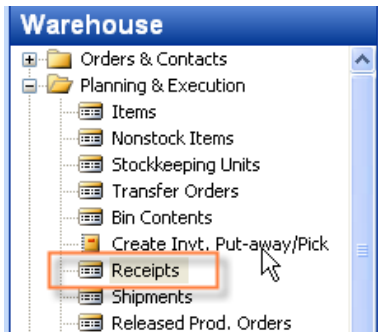 Warehouse
Orders & Contacts
Planning & Execution
Items
Nonstock Items
Stockkeeping Units
Transfer Orders
Bin Contents
Create Invt. Put-away/Pick
Receipts
Shipments
Released Prod. Orders